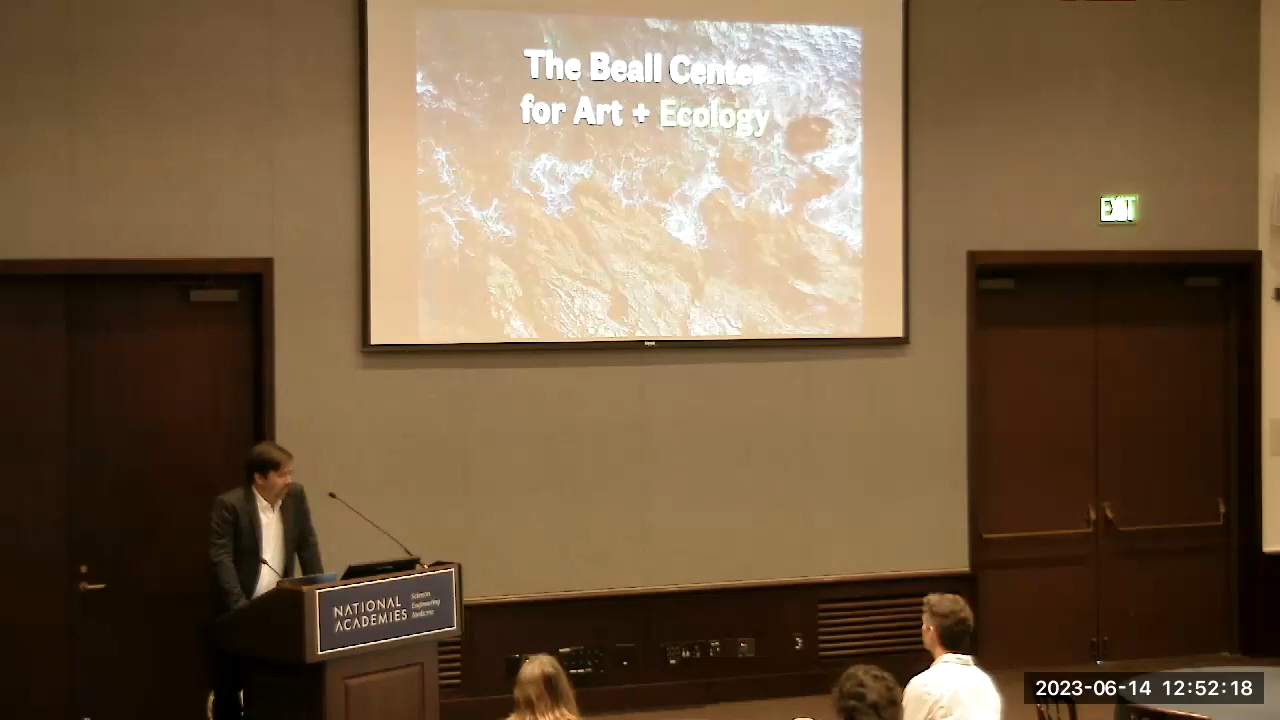 The Beall Center
for Art + Ecology
EXIT
NATIONAL
ACADEMIES
Sciences
Engineering
Medicine
2023-06-14 12:52:18